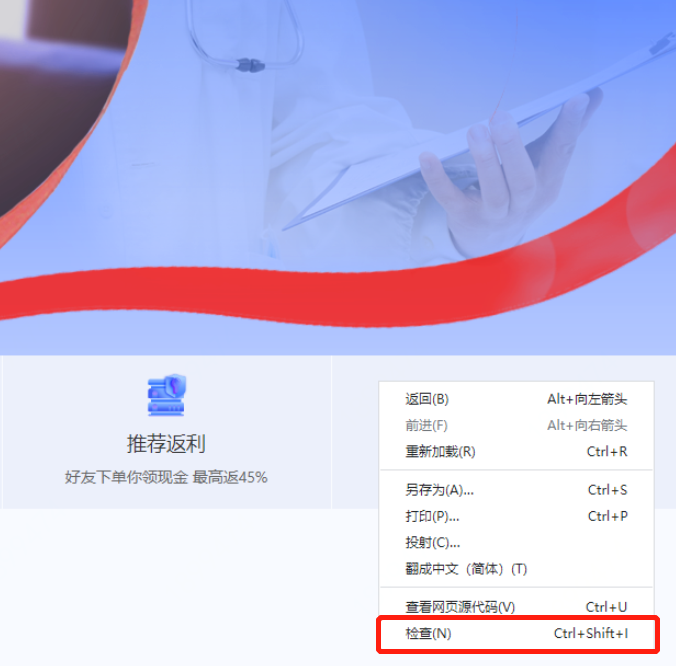 推荐返利
好友下单你领现金 最高返45%
返回(B) Alt+向左箭头
前进(F) Alt+向右箭头
重新加载(R) Ctrl+R
另存为(A)... Ctrl+S
打印(P)... Ctrl+P
投射(C)...
翻成中文（简体）(T)
查看网页源代码(V) Ctrl+U
检查(N) Ctrl+Shift+I